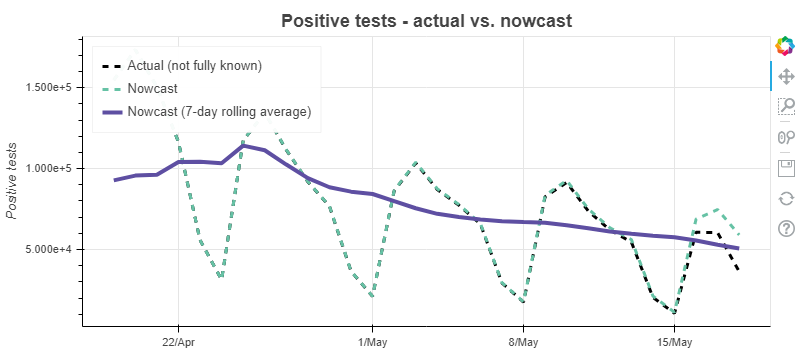 Positive tests - actual vs. nowcast
Actual (not fully known)
Nowcast
Nowcast (7-day rolling average)
1.500e+5
1.000e+5
5.000e+4
Positive tests
22/Apr
1/May
8/May
15/May